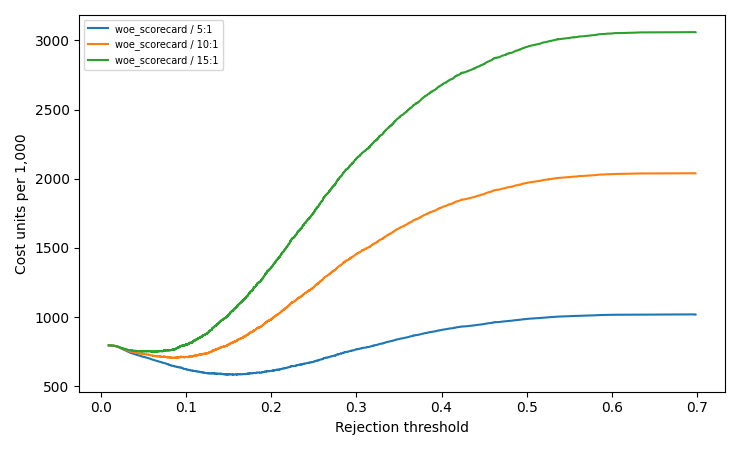 woe_scorecard / 5:1
woe_scorecard / 10:1
woe_scorecard / 15:1
Cost units per 1,000
3000
2500
2000
1500
1000
500
0.0 0.1 0.2 0.3 0.4 0.5 0.6 0.7
Rejection threshold